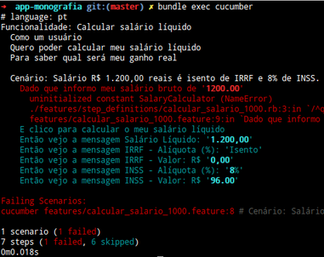 → app-monografia git:(master) ✗ bundle exec cucumber
# language: pt
Funcionalidade: Calcular salário líquido
Como um usuário
Quero poder calcular meu salário líquido
Para saber qual será meu ganho real
Cenário: Salário R$ 1.200,00 reais é isento de IRRF e 8% de INSS.
Dado que informo meu salário bruto de "1200.00"
uninitialized constant SalaryCalculator (NameError)
./features/step_definitions/calcular_salario.rb:3:in `/^
features/calcular_salario_1000.feature:9:in `Dado que informo
E clico para calcular o meu salário líquido
Então vejo a mensagem Salário Líquido: "1.200,00
Então vejo a mensagem IRRF - Alíquota (%): "Isento"
Então vejo a mensagem IRRF - Valor: R$ "0,00"
Então vejo a mensagem INSS - Alíquota (%): "8%"
Então vejo a mensagem INSS - Valor: R$ "96.00"
Failing Scenarios:
cucumber features/calcular_salario_1000.feature:8 # Cenário: Salário
1 scenario (1 failed)
7 steps (1 failed, 6 skipped)
0m0.018s